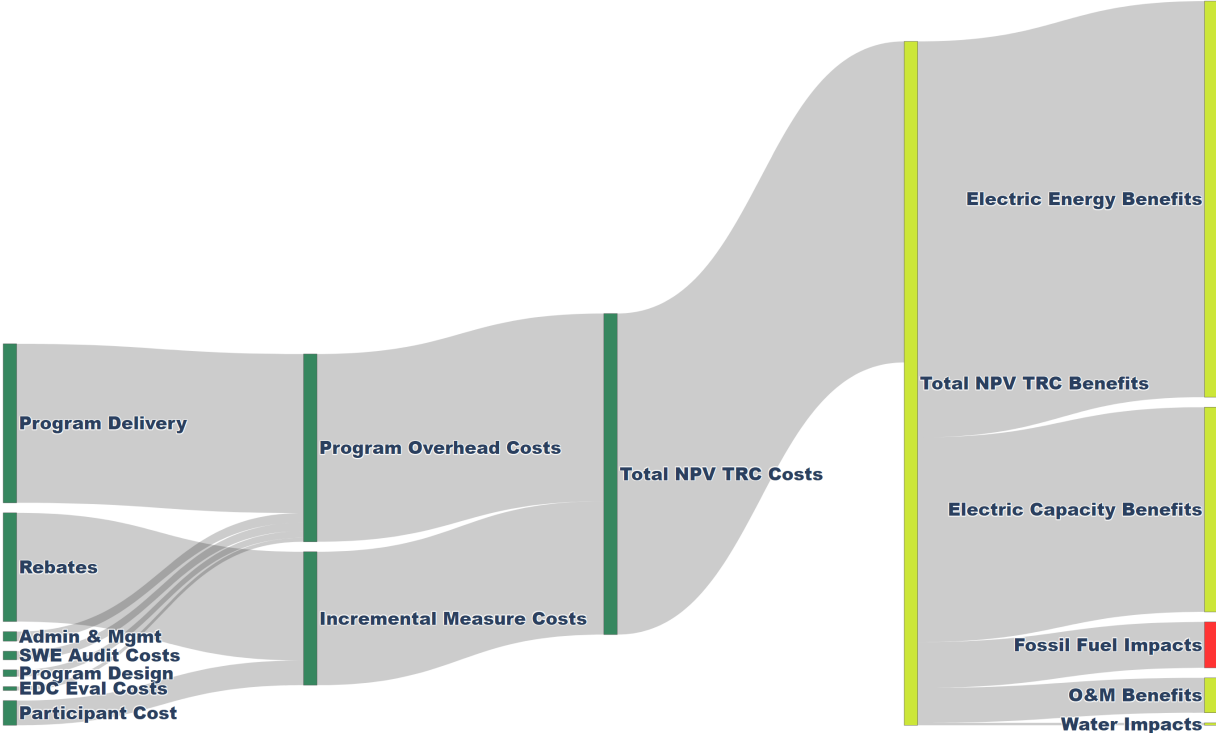 Program Delivery
Rebates
Admin & Mgmt
SWE Audit Costs
Program Design
EDC Eval Costs
Participant Cost
Program Overhead Costs
Incremental Measure Costs
Total NPV TRC Costs
Total NPV TRC Benefits
Electric Energy Benefits
Electric Capacity Benefits
Fossil Fuel Impacts
O&M Benefits
Water Impacts